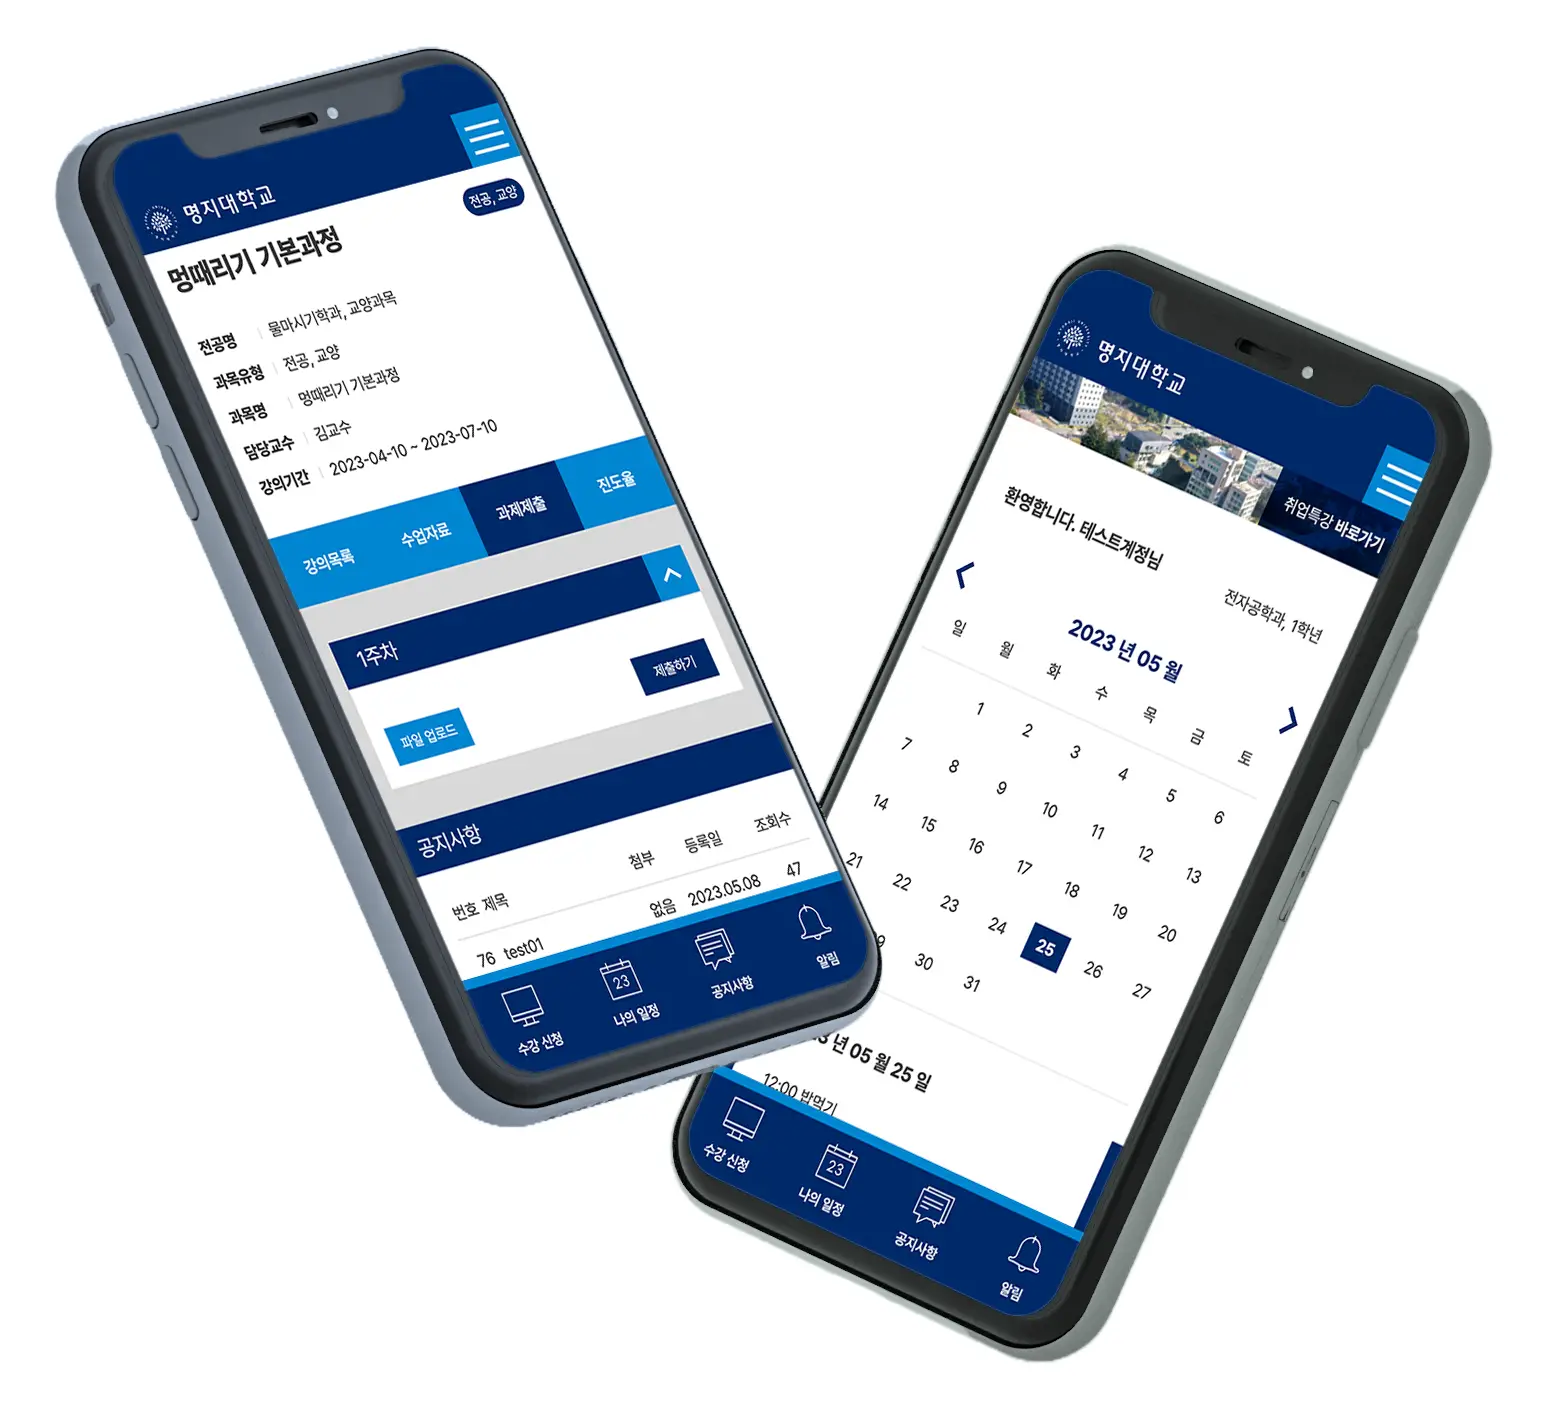 명지대학교
전공, 교양
멍때리기 기본과정
전공명 물마시기학과, 교양과목
과목유형 전공, 교양
과목명 멍때리기 기본과정
담당교수 김교수
강의기간 2023-04-10 ~ 2023-07-10
강의목록 수업자료 과제제출 진도율
1주차
제출하기
파일 업로드
공지사항
번호 제목 첨부 등록일 조회수
76 test01 없음 2023.05.08 47
23
수강 신청 나의 일정 공지사항 알림
명지대학교
취업특강 바로가기
환영합니다. 테스트계정님
전자공학과, 1학년
2023 년 05 월
일 월 화 수 목 금 토
1 2 3 4 5 6
7 8 9 10 11 12 13
14 15 16 17 18 19 20
21 22 23 24 25 26 27
30 31
년 05 월 25 일
12:00 밥먹기
23
수강 신청 나의 일정 공지사항 알림